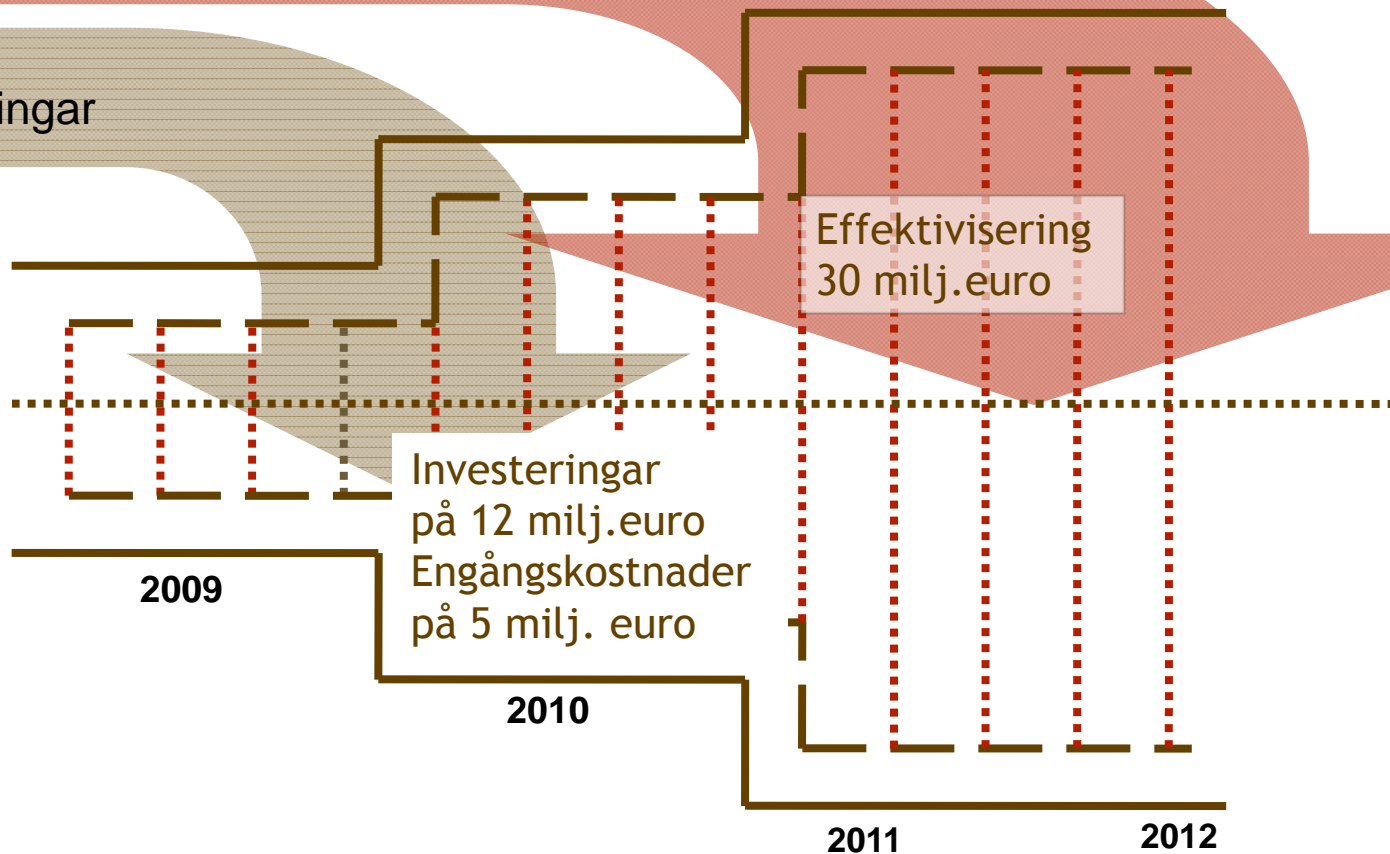 ingar
Effektivisering
30 milj.euro
Investeringar
på 12 milj.euro
Engångskostnader
på 5 milj. euro
2009
2010
2011
2012